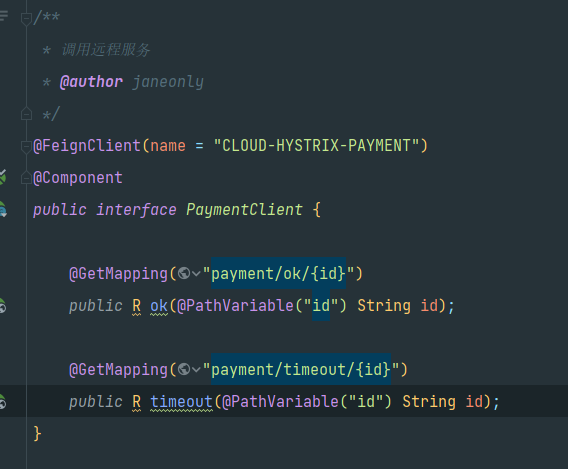 /**
* 调用远程服务
* @author janeonly
*/
@FeignClient(name = "CLOUD-HYSTRIX-PAYMENT")
@Component
public interface PaymentClient {
@GetMapping("payment/ok/{id}")
public R ok(@PathVariable("id") String id);
@GetMapping("payment/timeout/{id}")
public R timeout(@PathVariable("id") String id);
}